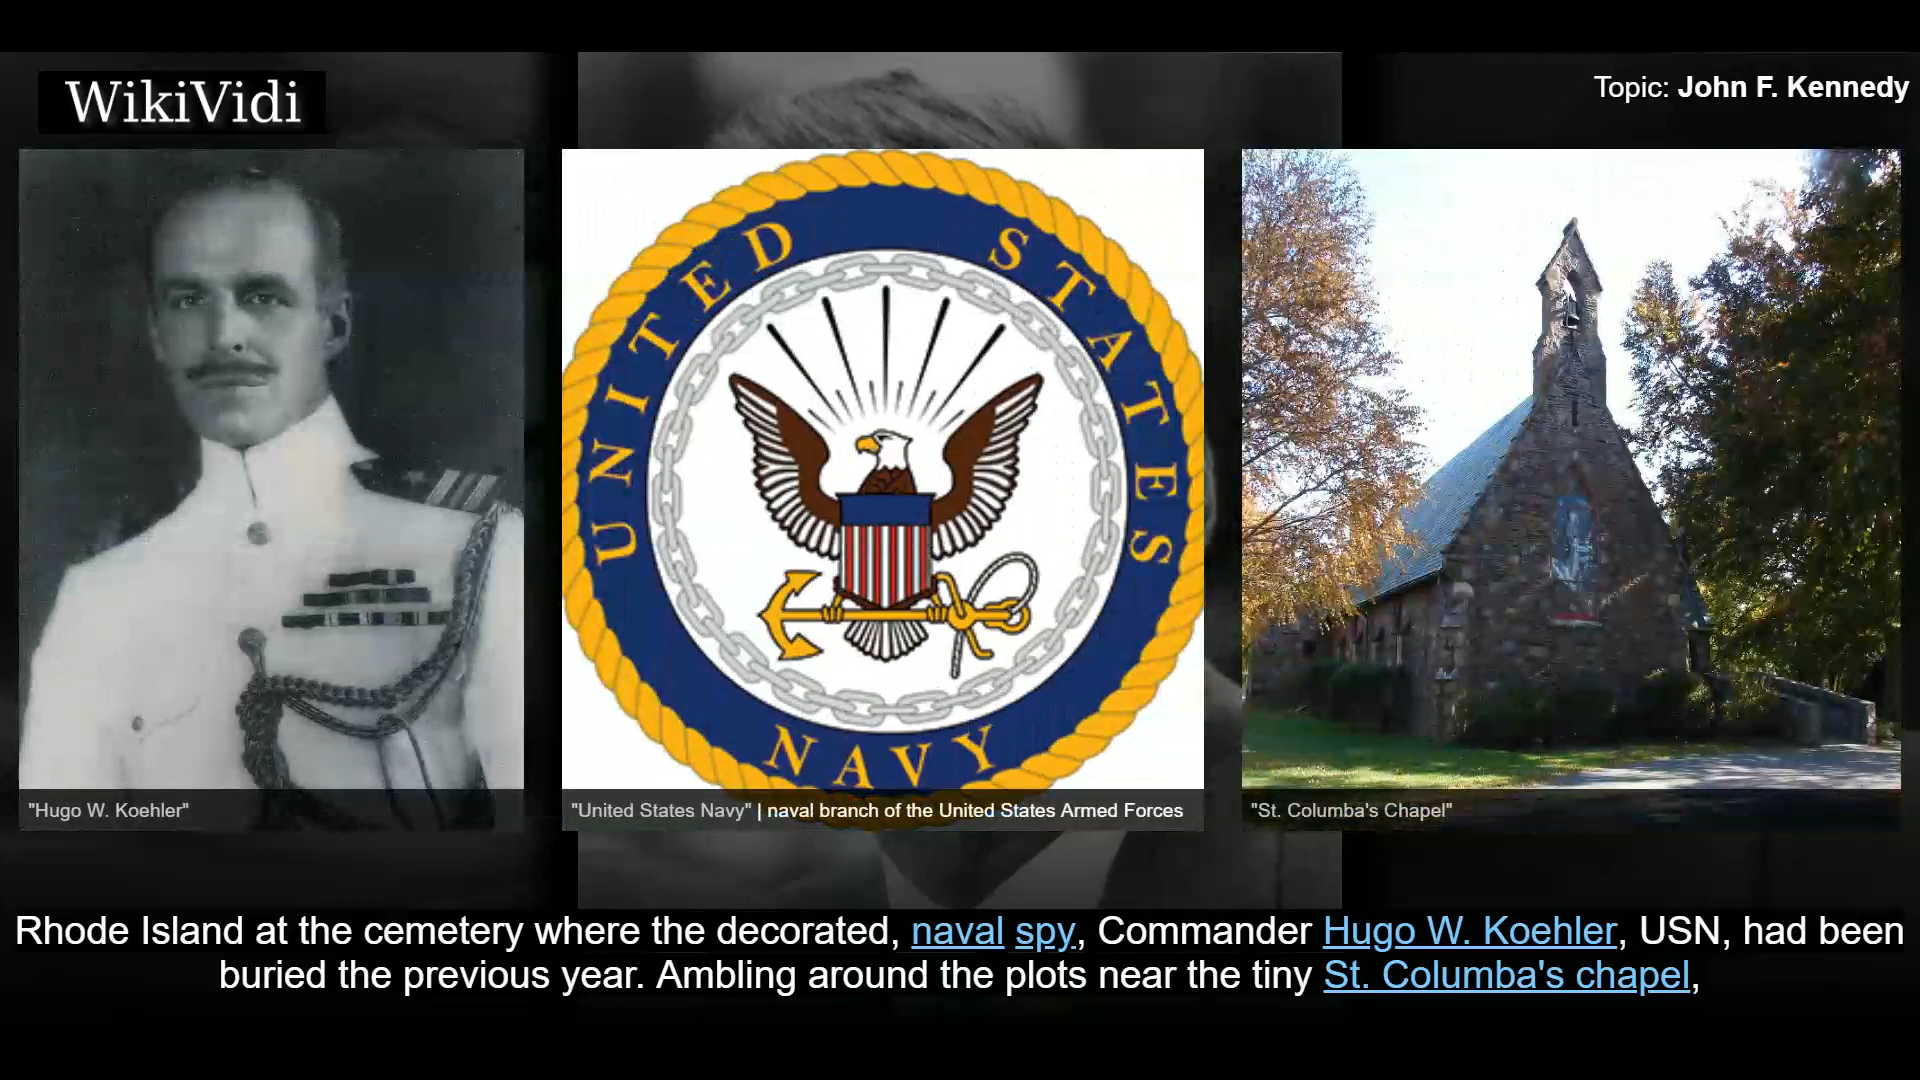 WikiVidi
Topic: John F. Kennedy
UNITED STATES
NAVY
"Hugo W. Koehler"
"United States Navy" | naval branch of the United States Armed Forces
"St. Columba's Chapel"
Rhode Island at the cemetery where the decorated, naval spy, Commander Hugo W. Koehler, USN, had been
buried the previous year. Ambling around the plots near the tiny St. Columba's chapel,